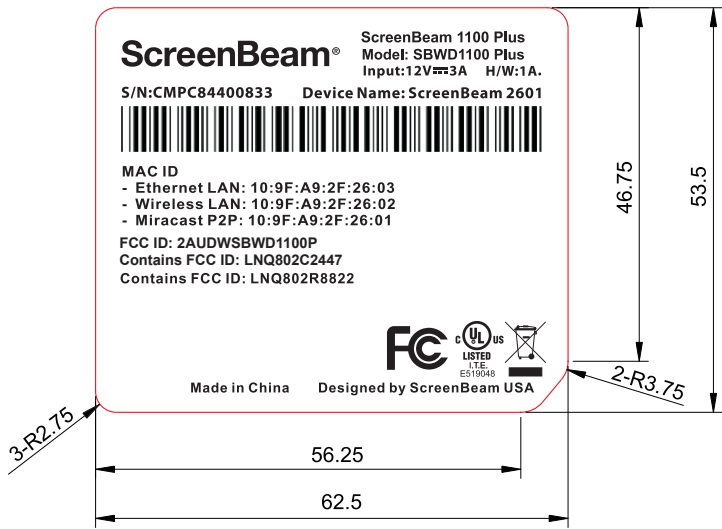 ScreenBeam®
ScreenBeam 1100 Plus
Model: SBWD1100 Plus
Input:12V⎓3A H/W:1A.
S/N:CMPC84400833 Device Name: ScreenBeam 2601
MAC ID
- Ethernet LAN: 10:9F:A9:2F:26:03
- Wireless LAN: 10:9F:A9:2F:26:02
- Miracast P2P: 10:9F:A9:2F:26:01
FCC ID: 2AUDWSBWD1100P
Contains FCC ID: LNQ802C2447
Contains FCC ID: LNQ802R8822
FC
C UL US
LISTED
I.T.E.
E519048
Made in China Designed by ScreenBeam USA
46.75
53.5
2-R3.75
3-R2.75
56.25
62.5